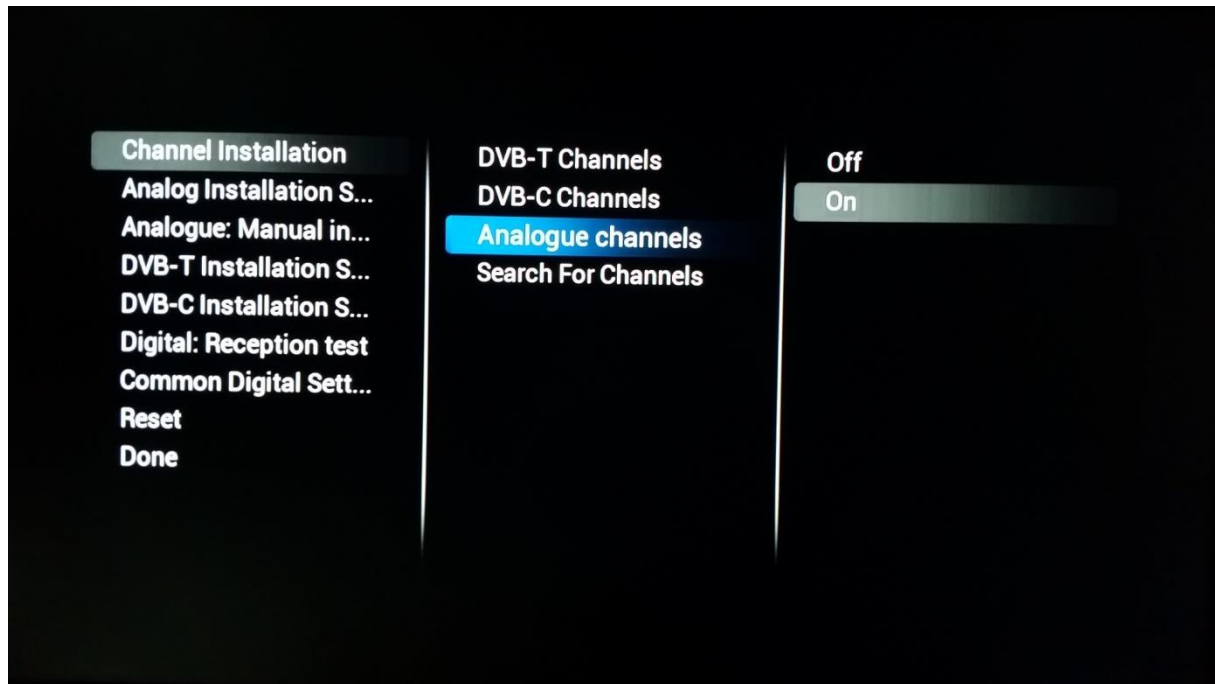 Channel Installation
Analog Installation S...
Analogue: Manual in...
DVB-T Installation S...
DVB-C Installation S...
Digital: Reception test
Common Digital Sett...
Reset
Done
DVB-T Channels
DVB-C Channels
Analogue channels
Search For Channels
Off
On